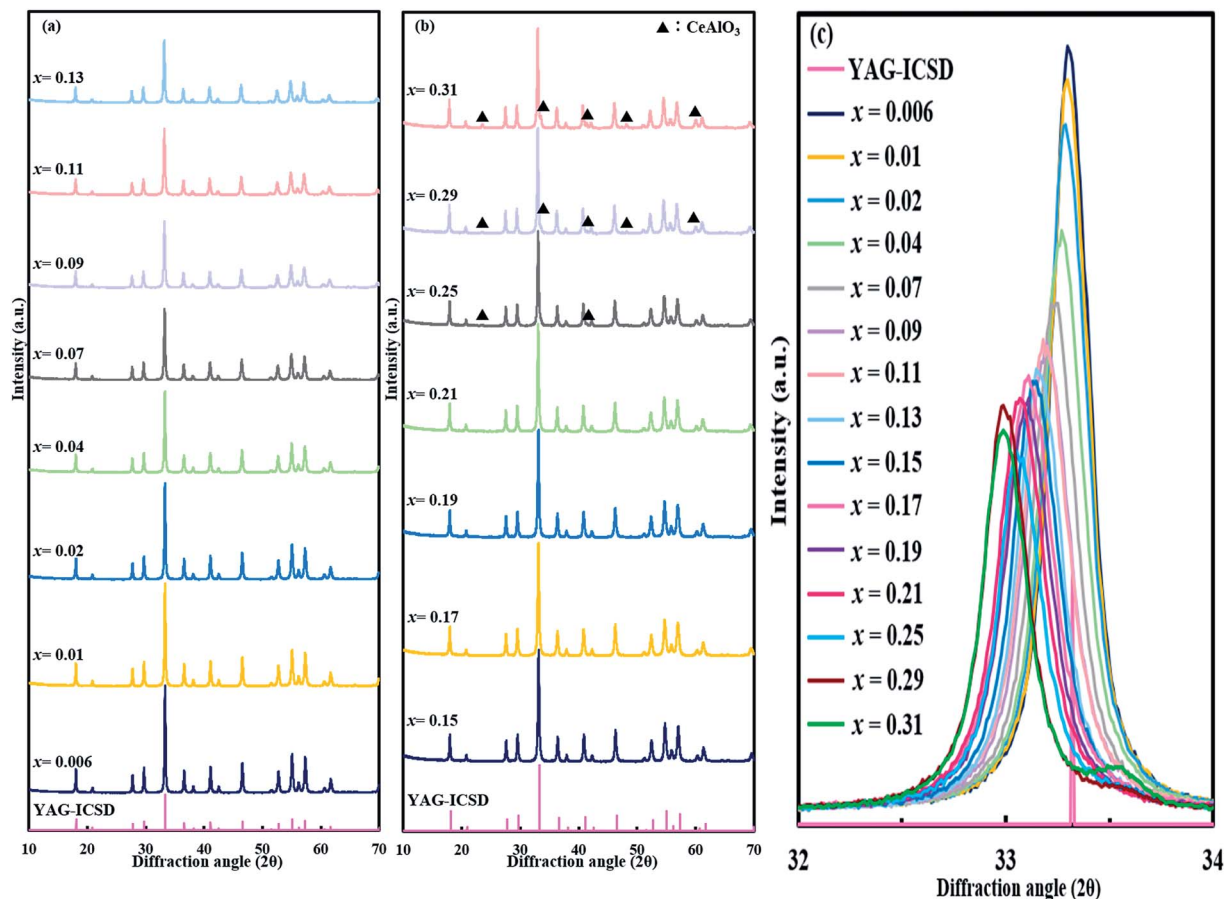 (a)
x= 0.13
x= 0.11
x= 0.09
x= 0.07
x= 0.04
x= 0.02
x= 0.01
x= 0.006
YAG-ICSD
Intensity (a.u.)
10 20 30 40 50 60 70
Diffraction angle (2θ)
(b)
▲ : CeAlO₃
x= 0.31
x= 0.29
x= 0.25
x= 0.21
x= 0.19
x= 0.17
x= 0.15
YAG-ICSD
Intensity (a.u.)
10 20 30 40 50 60 70
Diffraction angle (2θ)
(c)
YAG-ICSD
x = 0.006
x = 0.01
x = 0.02
x = 0.04
x = 0.07
x = 0.09
x = 0.11
x = 0.13
x = 0.15
x = 0.17
x = 0.19
x = 0.21
x = 0.25
x = 0.29
x = 0.31
Intensity (a.u.)
32 33 34
Diffraction angle (2θ)